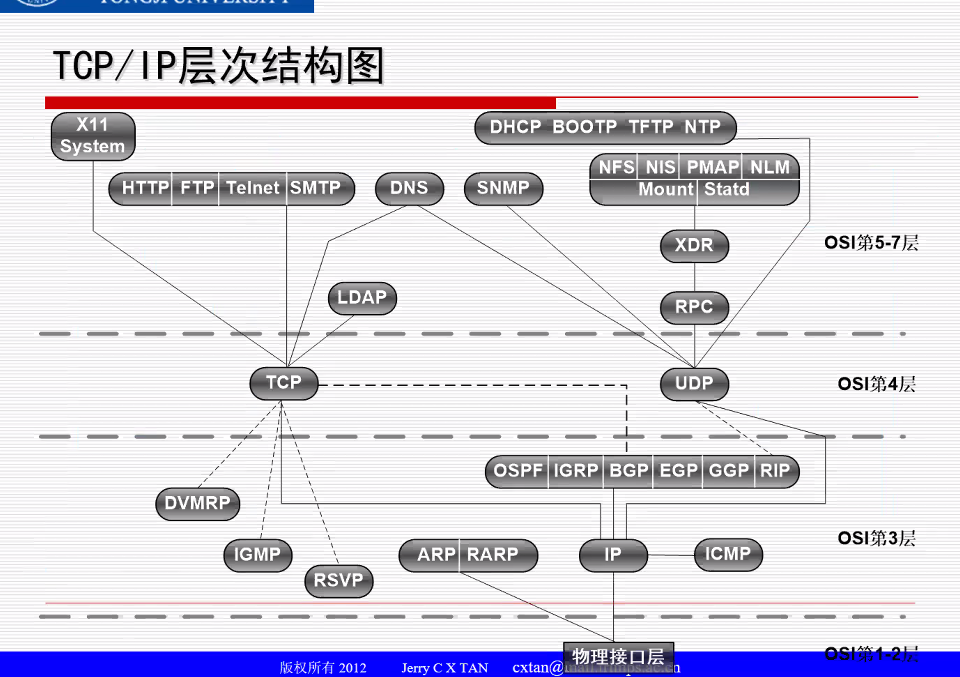 TONGJI UNIVERSITY
TCP/IP层次结构图
X11
System
DHCP BOOTP TFTP NTP
NFS NIS PMAP NLM
Mount Statd
HTTP FTP Telnet SMTP
DNS
SNMP
XDR
OSI第5-7层
LDAP
RPC
TCP
UDP
OSI第4层
OSPF IGRP BGP EGP GGP RIP
DVMRP
IGMP
ARP RARP
IP
ICMP
OSI第3层
RSVP
物理接口层
OSI第1-2层
版权所有 2012 Jerry C X TAN